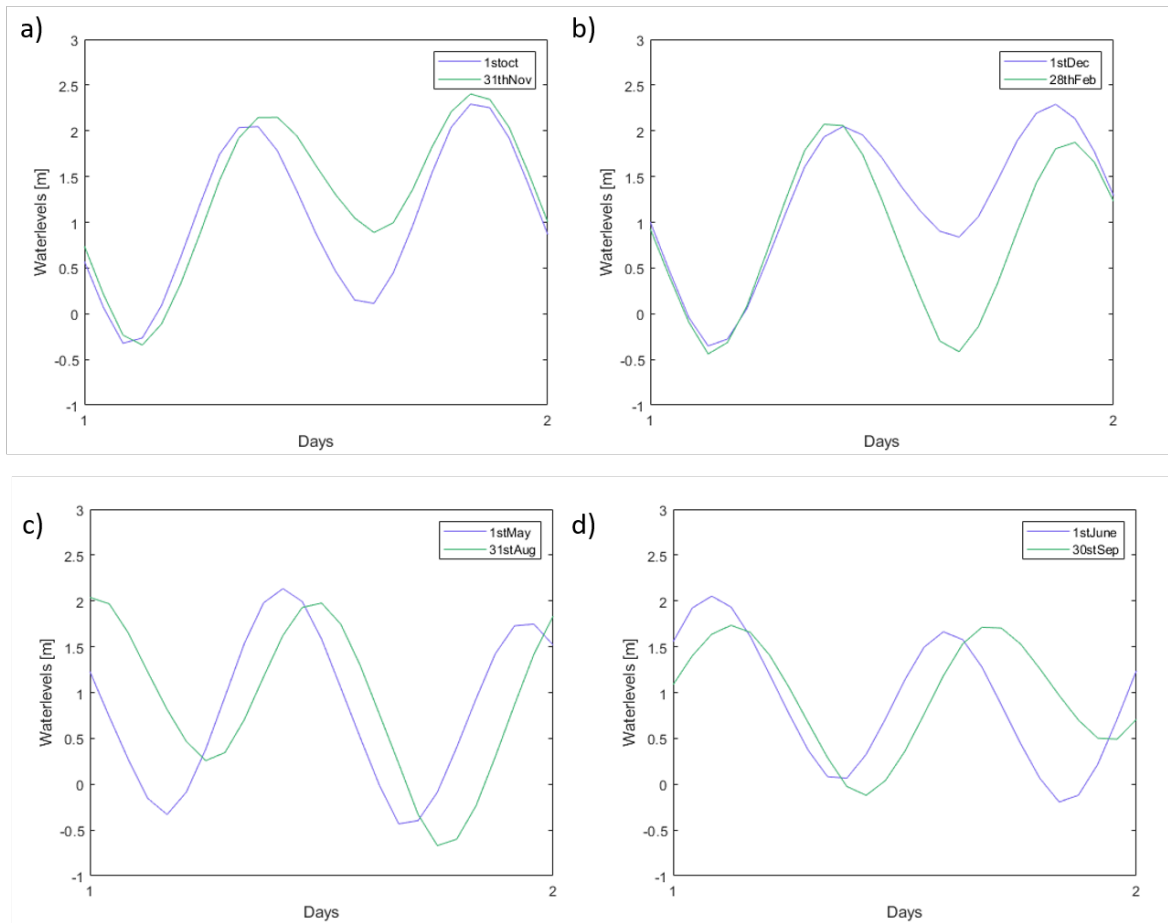 a)
3
2.5
2
1.5
1
0.5
0
-0.5
-1
Waterlevels [m]
1stoct
31thNov
1
2
Days
b)
3
2.5
2
1.5
1
0.5
0
-0.5
-1
Waterlevels [m]
1stDec
28thFeb
1
2
Days
c)
3
2.5
2
1.5
1
0.5
0
-0.5
-1
Waterlevels [m]
1stMay
31stAug
1
2
Days
d)
3
2.5
2
1.5
1
0.5
0
-0.5
-1
Waterlevels [m]
1stJune
30stSep
1
2
Days